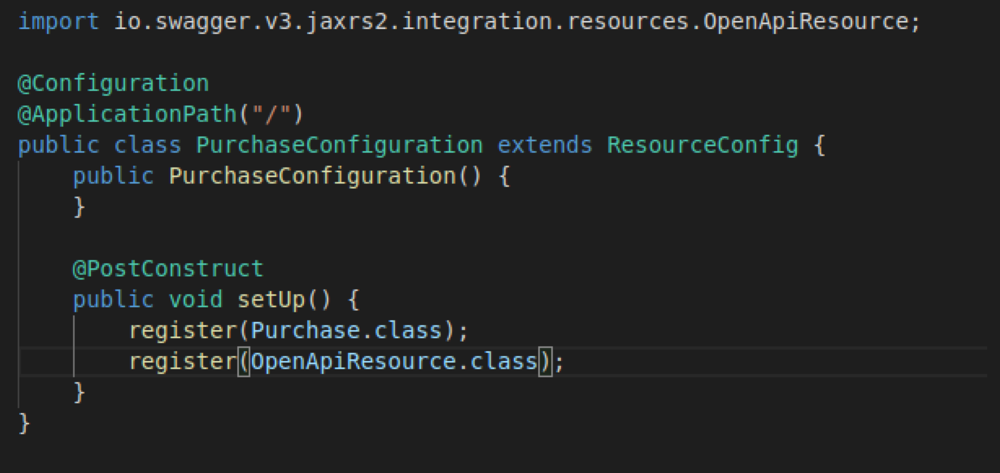 import io.swagger.v3.jaxrs2.integration.resources.OpenApiResource;
@Configuration
@ApplicationPath("/")
public class PurchaseConfiguration extends ResourceConfig {
    public PurchaseConfiguration() {
    }
    @PostConstruct
    public void setUp() {
        register(Purchase.class);
        register(OpenApiResource.class);
    }
}